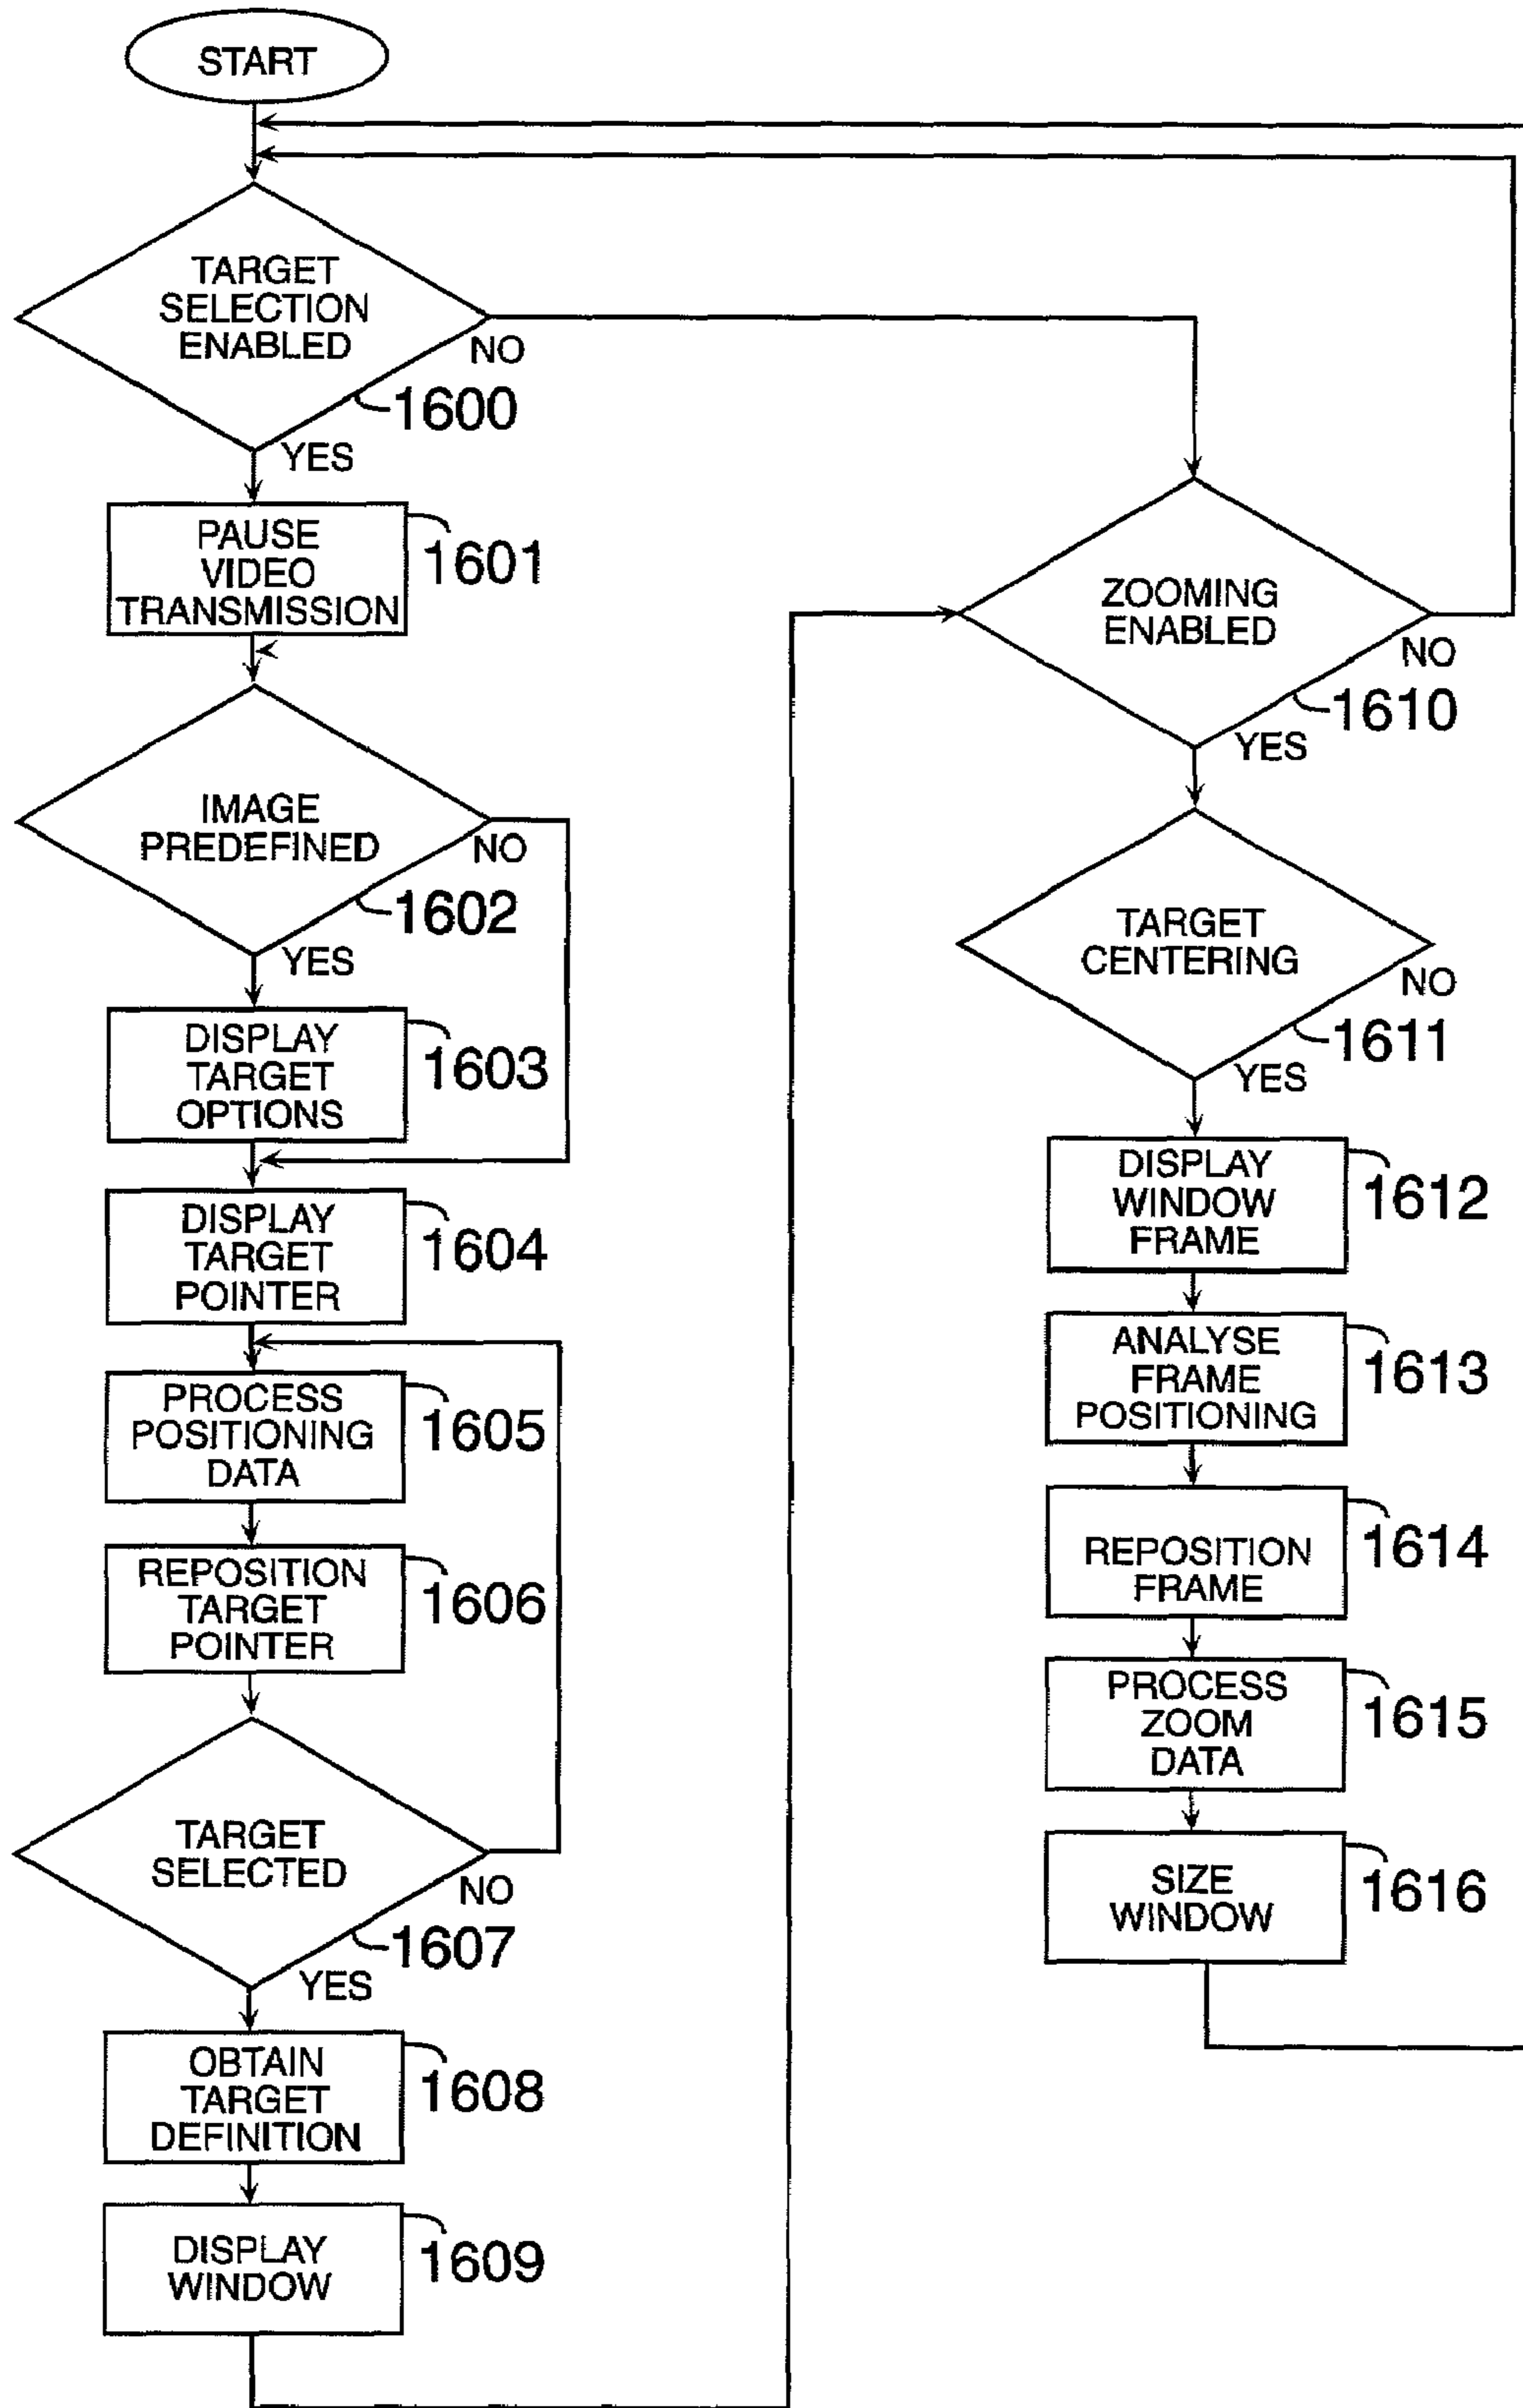 START
TARGET
SELECTION
ENABLED
NO
1600
YES
PAUSE
VIDEO
TRANSMISSION
1601
IMAGE
PREDEFINED
NO
1602
YES
DISPLAY
TARGET
OPTIONS
1603
DISPLAY
TARGET
POINTER
1604
PROCESS
POSITIONING
DATA
1605
REPOSITION
TARGET
POINTER
1606
TARGET
SELECTED
NO
1607
YES
OBTAIN
TARGET
DEFINITION
1608
DISPLAY
WINDOW
1609
ZOOMING
ENABLED
NO
1610
YES
TARGET
CENTERING
NO
1611
YES
DISPLAY
WINDOW
FRAME
1612
ANALYSE
FRAME
POSITIONING
1613
REPOSITION
FRAME
1614
PROCESS
ZOOM
DATA
1615
SIZE
WINDOW
1616